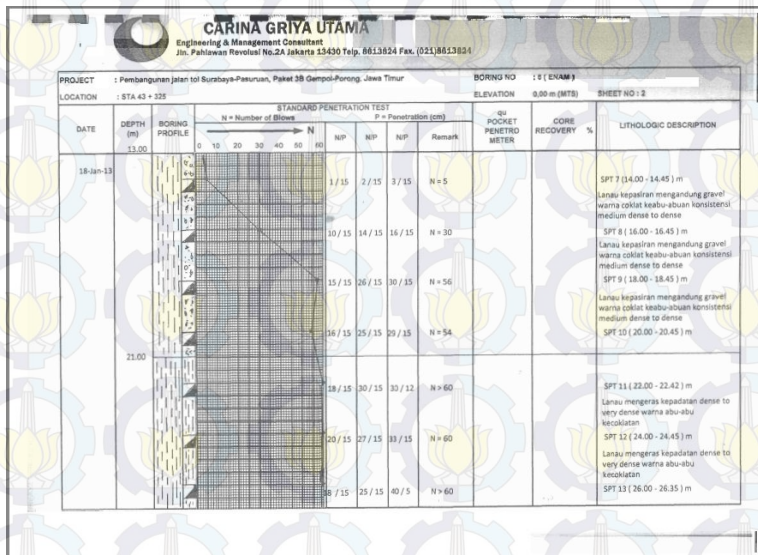 CARINA GRIYA UTAMA
Engineering & Management Consultant
Jln. Pahlawan Revolusi No.2A Jakarta 13430 Telp. 8613824 Fax. (021)8613824
PROJECT : Pembangunan jalan tol Surabaya-Pasuruan, Paket 3B Gempol-Porong, Jawa Timur
BORING NO : 6 ( ENAM )
LOCATION : STA 43 + 325
ELEVATION 0,00 m (MTS) SHEET NO : 2
DATE
DEPTH (m)
BORING PROFILE
STANDARD PENETRATION TEST
N = Number of Blows P = Penetration (cm)
N
0 10 20 30 40 50 60
N/P N/P N/P Remark
qu POCKET PENETRO METER
CORE RECOVERY %
LITHOLOGIC DESCRIPTION
13.00
18-Jan-13
1 / 15 2 / 15 3 / 15 N = 5
SPT 7 (14.00 - 14.45 ) m
Lanau kepasiran mengandung gravel
warna coklat keabu-abuan konsistensi
medium dense to dense
10 / 15 14 / 15 16 / 15 N = 30
SPT 8 ( 16.00 - 16.45 ) m
Lanau kepasiran mengandung gravel
warna coklat keabu-abuan konsistensi
medium dense to dense
15 / 15 26 / 15 30 / 15 N = 56
SPT 9 ( 18.00 - 18.45 ) m
Lanau kepasiran mengandung gravel
warna coklat keabu-abuan konsistensi
medium dense to dense
16 / 15 25 / 15 29 / 15 N = 54
SPT 10 ( 20.00 - 20.45 ) m
21.00
18 / 15 30 / 15 33 / 12 N > 60
SPT 11 ( 22.00 - 22.42 ) m
Lanau mengeras kepadatan dense to
very dense warna abu-abu
kecoklatan
20 / 15 27 / 15 33 / 15 N = 60
SPT 12 ( 24.00 - 24.45 ) m
Lanau mengeras kepadatan dense to
very dense warna abu-abu
kecoklatan
38 / 15 25 / 15 40 / 5 N > 60
SPT 13 ( 26.00 - 26.35 ) m